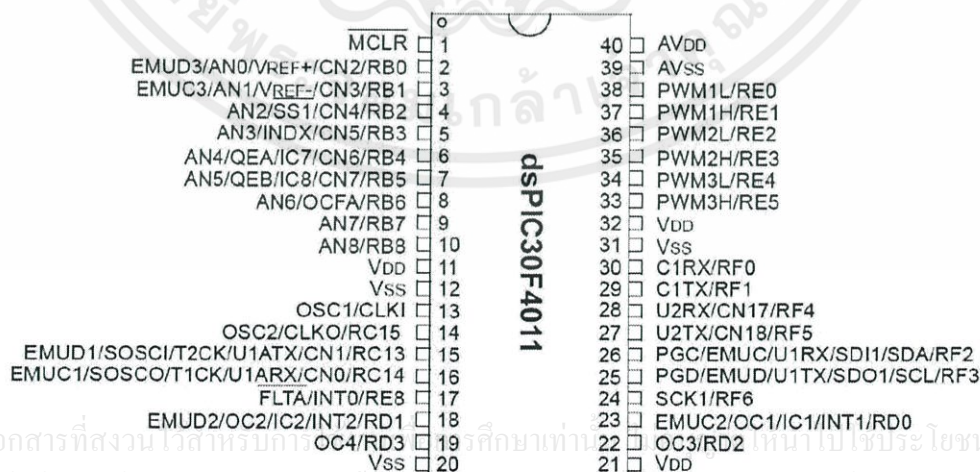 MCLR 1
EMUD3/AN0/VREF+/CN2/RB0 2
EMUC3/AN1/VREF-/CN3/RB1 3
AN2/SS1/CN4/RB2 4
AN3/INDX/CN5/RB3 5
AN4/QEA/IC7/CN6/RB4 6
AN5/QEB/IC8/CN7/RB5 7
AN6/OCFA/RB6 8
AN7/RB7 9
AN8/RB8 10
VDD 11
VSS 12
OSC1/CLKI 13
OSC2/CLKO/RC15 14
EMUD1/SOSCI/T2CK/U1ATX/CN1/RC13 15
EMUC1/SOSCO/T1CK/U1ARX/CN0/RC14 16
FLTA/INT0/RE8 17
EMUD2/OC2/IC2/INT2/RD1 18
OC4/RD3 19
VSS 20
dsPIC30F4011
40 AVDD
39 AVSS
38 PWM1L/RE0
37 PWM1H/RE1
36 PWM2L/RE2
35 PWM2H/RE3
34 PWM3L/RE4
33 PWM3H/RE5
32 VDD
31 VSS
30 C1RX/RF0
29 C1TX/RF1
28 U2RX/CN17/RF4
27 U2TX/CN18/RF5
26 PGC/EMUC/U1RX/SDI1/SDA/RF2
25 PGD/EMUD/U1TX/SDO1/SCL/RF3
24 SCK1/RF6
23 EMUC2/OC1/IC1/INT1/RD0
22 OC3/RD2
21 VDD